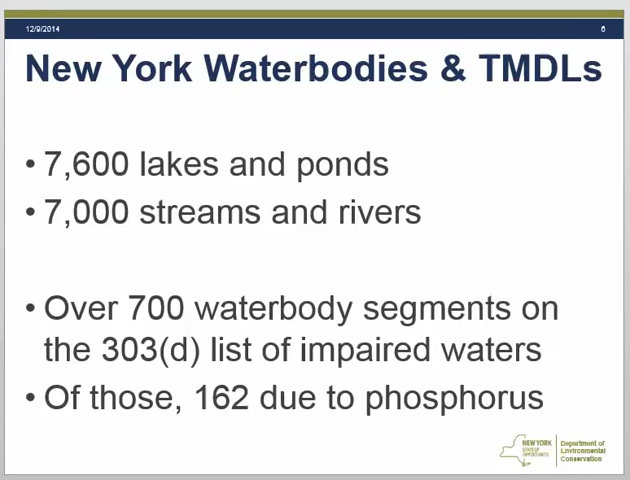 12/9/2014 6
New York Waterbodies & TMDLs
• 7,600 lakes and ponds
• 7,000 streams and rivers
• Over 700 waterbody segments on
the 303(d) list of impaired waters
• Of those, 162 due to phosphorus
NEW YORK
STATE OF
OPPORTUNITY
Department of
Environmental
Conservation